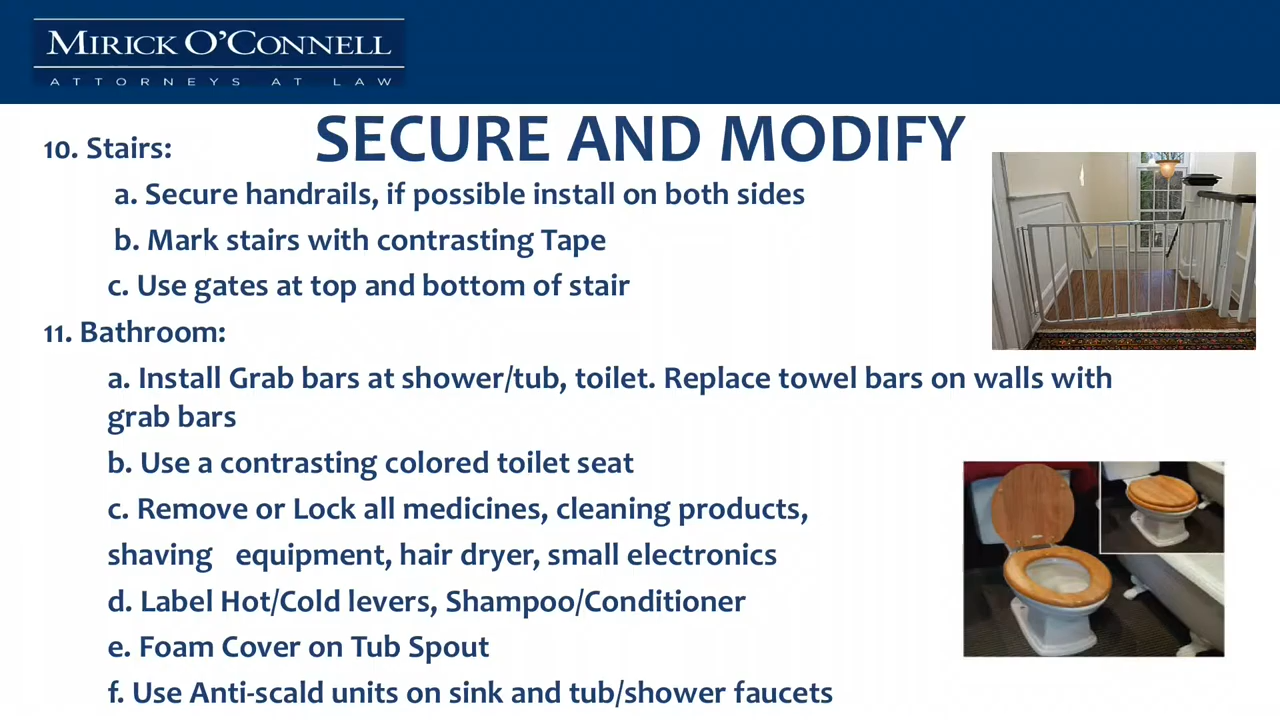 MIRICK O'CONNELL
ATTORNEYS AT LAW
SECURE AND MODIFY
10. Stairs:
a. Secure handrails, if possible install on both sides
b. Mark stairs with contrasting Tape
c. Use gates at top and bottom of stair
11. Bathroom:
a. Install Grab bars at shower/tub, toilet. Replace towel bars on walls with
grab bars
b. Use a contrasting colored toilet seat
c. Remove or Lock all medicines, cleaning products,
shaving equipment, hair dryer, small electronics
d. Label Hot/Cold levers, Shampoo/Conditioner
e. Foam Cover on Tub Spout
f. Use Anti-scald units on sink and tub/shower faucets